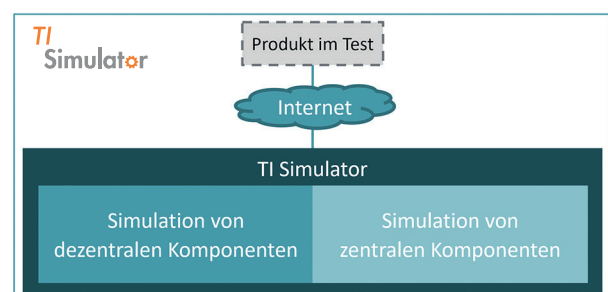 TI
Simulator
Produkt im Test
Internet
TI Simulator
Simulation von
dezentralen Komponenten
Simulation von
zentralen Komponenten